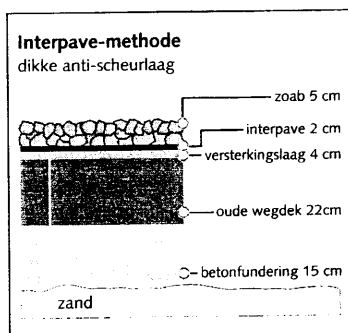 Interpave-methode
dikke anti-scheurlaag
zoab 5 cm
interpave 2 cm
versterkingslaag 4 cm
oude wegdek 22cm
betonfundering 15 cm
zand